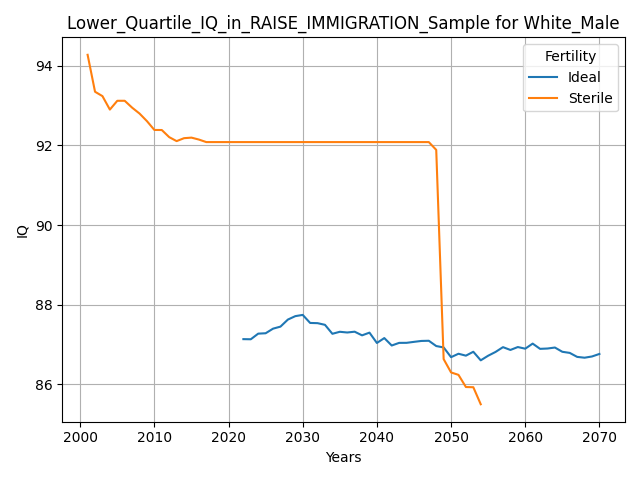 Lower_Quartile_IQ_in_RAISE_IMMIGRATION_Sample for White_Male
Fertility
Ideal
Sterile
94
92
90
88
86
IQ
2000 2010 2020 2030 2040 2050 2060 2070
Years